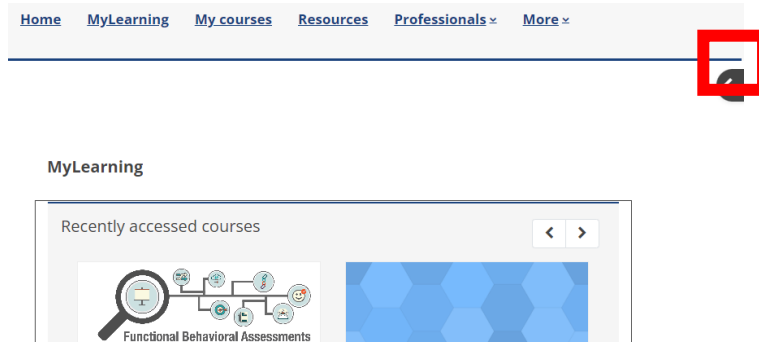 Home MyLearning My courses Resources Professionals More
MyLearning
Recently accessed courses
Functional Behavioral Assessments